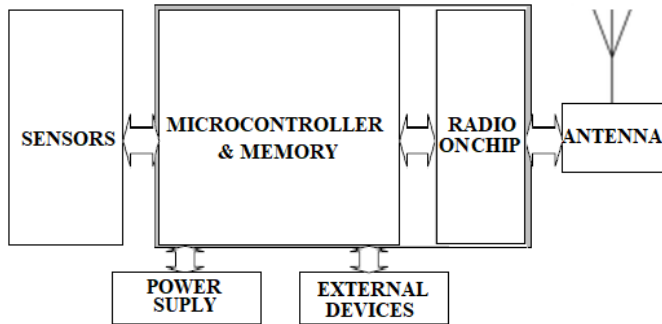 SENSORS
MICROCONTROLLER
& MEMORY
RADIO
ONCHIP
ANTENNA
POWER
SUPLY
EXTERNAL
DEVICES